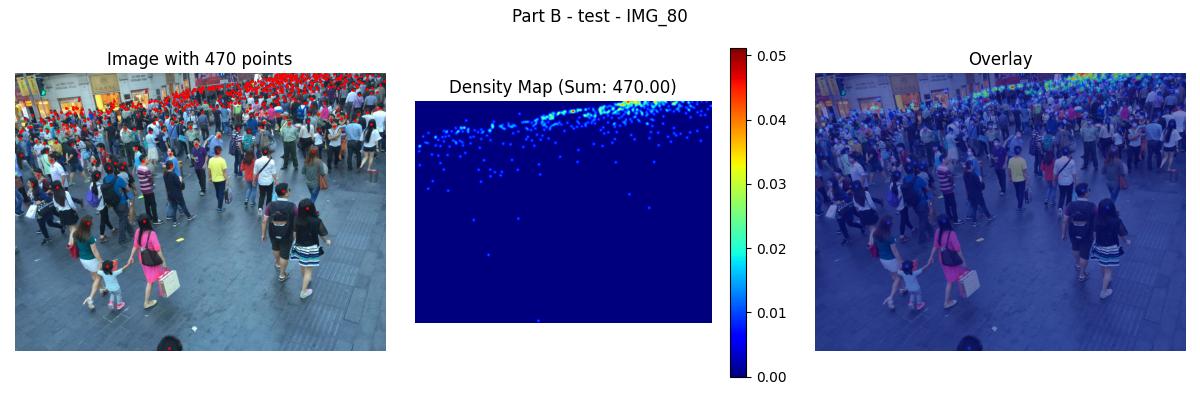 Part B - test - IMG_80
Image with 470 points
Density Map (Sum: 470.00)
Overlay
0.05
0.04
0.03
0.02
0.01
0.00